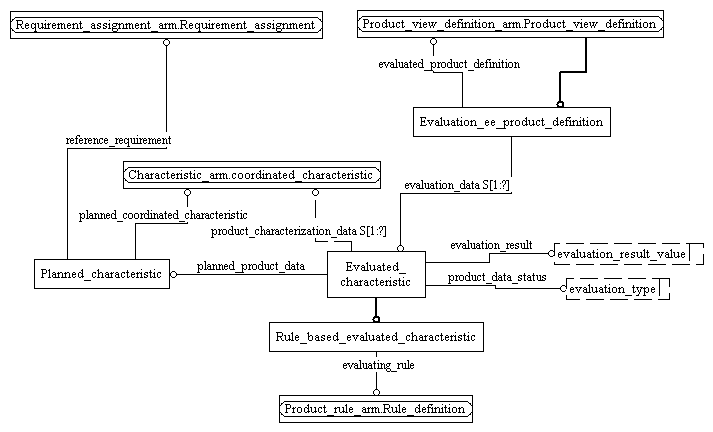 Requirement_assignment_arm.Requirement_assignment
Product_view_definition_arm.Product_view_definition
evaluated_product_definition
Evaluation_ee_product_definition
reference_requirement
Characteristic_arm.coordinated_characteristic
evaluation_data S[1:?]
planned_coordinated_characteristic
product_characterization_data S[1:?]
evaluation_result
evaluation_result_value
Planned_characteristic
planned_product_data
Evaluated_
characteristic
product_data_status
evaluation_type
Rule_based_evaluated_characteristic
evaluating_rule
Product_rule_arm.Rule_definition